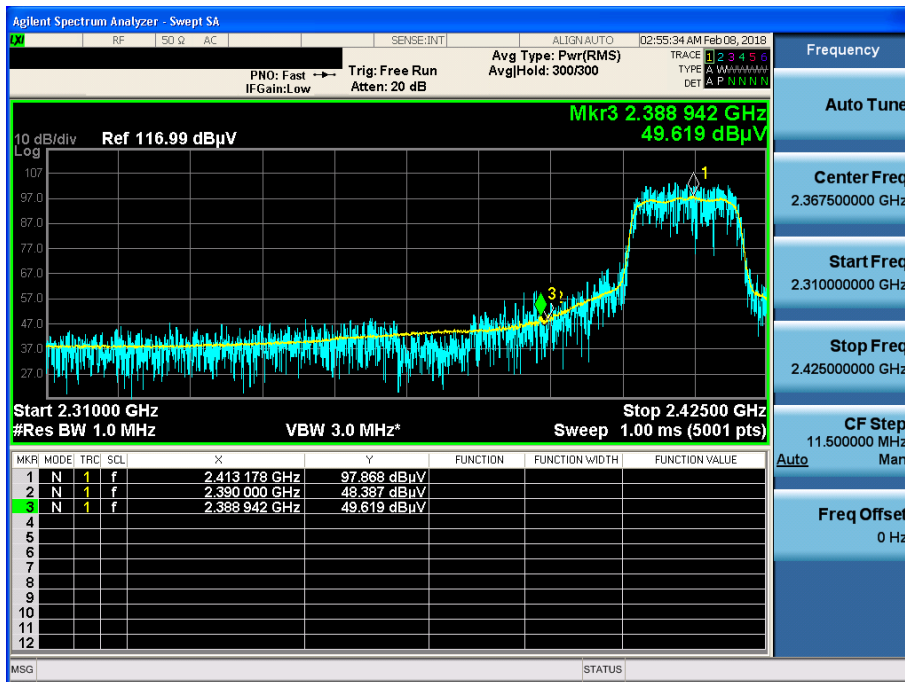 Agilent Spectrum Analyzer - Swept SA
LXI RF 50 Ω AC SENSE:INT ALIGN AUTO 02:55:34 AM Feb 08, 2018
PNO: Fast Trig: Free Run Avg Type: Pwr(RMS) TRACE 1 2 3 4 5 6
IFGain:Low Atten: 20 dB Avg|Hold: 300/300 TYPE A WWWWW
DET A P N N N N
Frequency
Auto Tune
Mkr3 2.388 942 GHz
49.619 dBµV
10 dB/div Ref 116.99 dBµV
Log
107
97.0
87.0
77.0
67.0
57.0
47.0
37.0
27.0
1
3
Start 2.31000 GHz Stop 2.42500 GHz
#Res BW 1.0 MHz VBW 3.0 MHz* Sweep 1.00 ms (5001 pts)
Center Freq
2.367500000 GHz
Start Freq
2.310000000 GHz
Stop Freq
2.425000000 GHz
CF Step
11.500000 MHz
Auto Man
Freq Offset
0 Hz
MKR MODE TRC SCL X Y FUNCTION FUNCTION WIDTH FUNCTION VALUE
1 N 1 f 2.413 178 GHz 97.868 dBµV
2 N 1 f 2.390 000 GHz 48.387 dBµV
3 N 1 f 2.388 942 GHz 49.619 dBµV
4
5
6
7
8
9
10
11
12
MSG STATUS